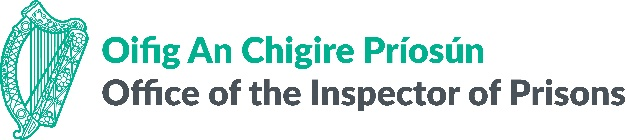 Oifig An Chigire Príosún
Office of the Inspector of Prisons